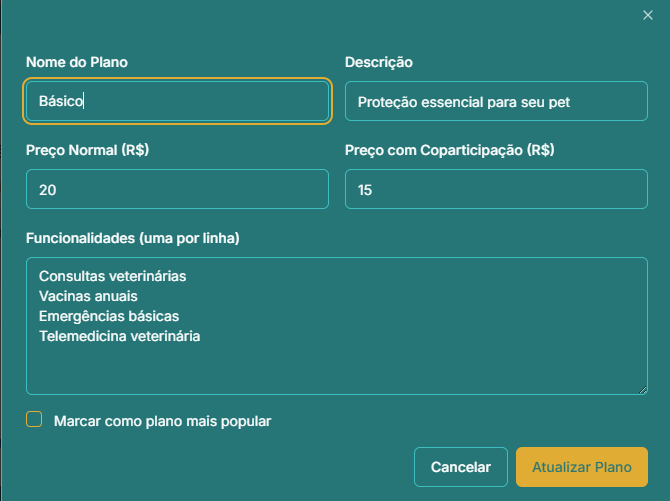 Nome do Plano
Descrição
Básico
Proteção essencial para seu pet
Preço Normal (R$)
Preço com Coparticipação (R$)
20
15
Funcionalidades (uma por linha)
Consultas veterinárias
Vacinas anuais
Emergências básicas
Telemedicina veterinária
Marcar como plano mais popular
Cancelar
Atualizar Plano